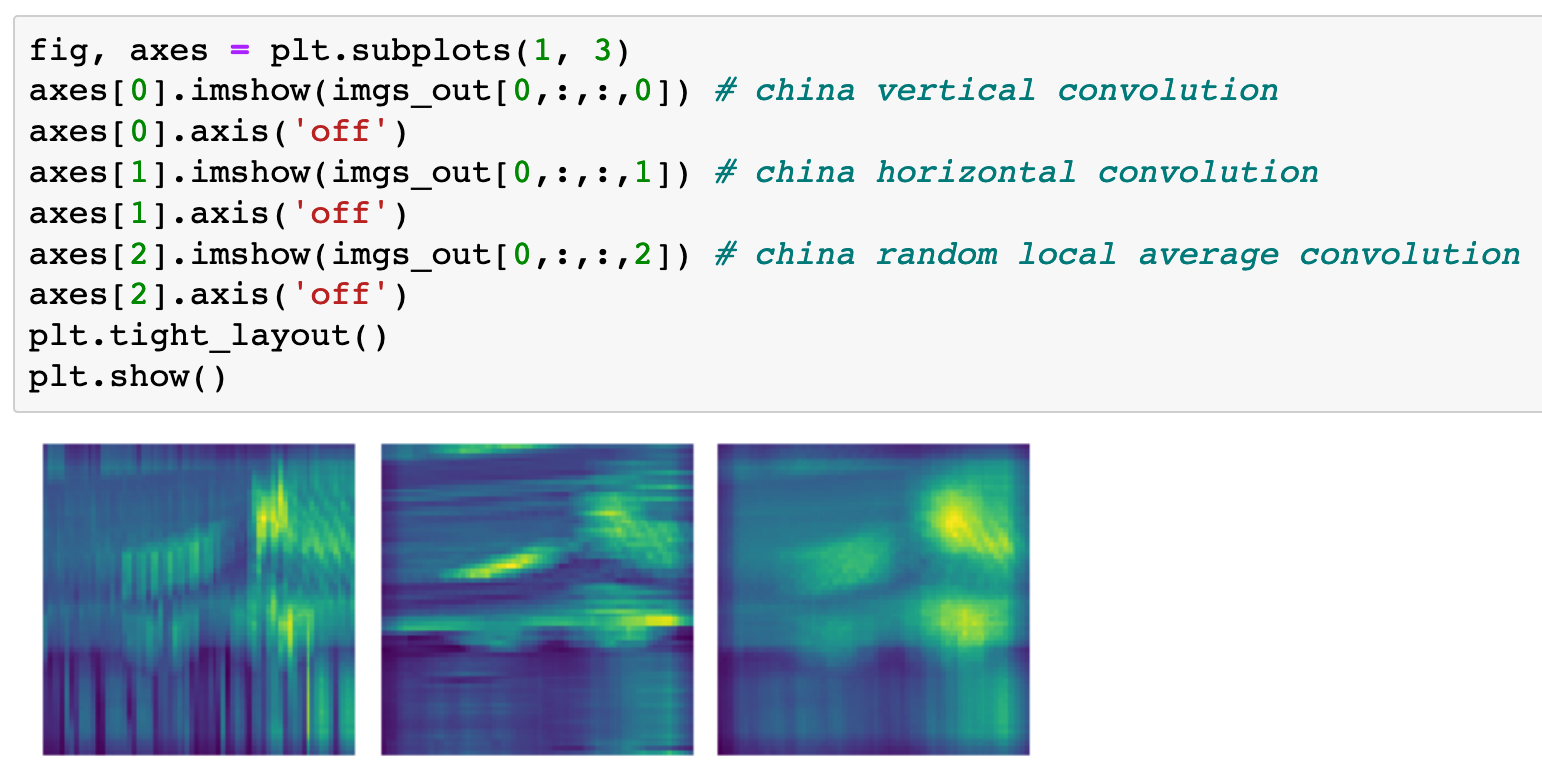 fig, axes = plt.subplots(1, 3)
axes[0].imshow(imgs_out[0,:,:,0]) # china vertical convolution
axes[0].axis('off')
axes[1].imshow(imgs_out[0,:,:,1]) # china horizontal convolution
axes[1].axis('off')
axes[2].imshow(imgs_out[0,:,:,2]) # china random local average convolution
axes[2].axis('off')
plt.tight_layout()
plt.show()